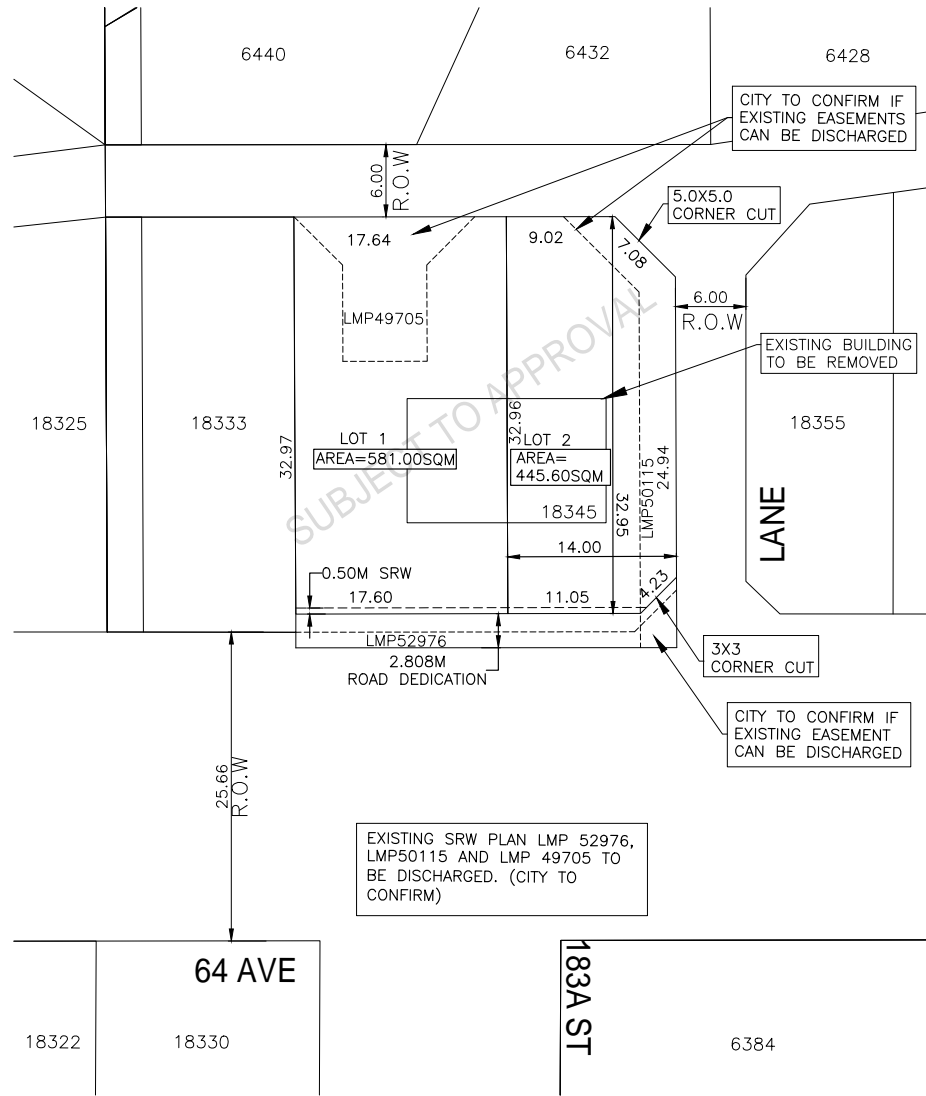 6440
6432
6428
CITY TO CONFIRM IF
EXISTING EASEMENTS
CAN BE DISCHARGED
6.00
R.O.W
5.0X5.0
CORNER CUT
17.64
9.02
7.08
6.00
R.O.W
LMP49705
SUBJECT TO APPROVAL
EXISTING BUILDING
TO BE REMOVED
18325
18333
32.97
LOT 1
AREA=581.00SQM
32.96
LOT 2
AREA=
445.60SQM
18345
32.95
LMP50115
24.94
18355
LANE
14.00
0.50M SRW
17.60
11.05
4.23
LMP52976
2.808M
ROAD DEDICATION
3X3
CORNER CUT
CITY TO CONFIRM IF
EXISTING EASEMENT
CAN BE DISCHARGED
25.66
R.O.W
EXISTING SRW PLAN LMP 52976,
LMP50115 AND LMP 49705 TO
BE DISCHARGED. (CITY TO
CONFIRM)
64 AVE
183A ST
18322
18330
6384